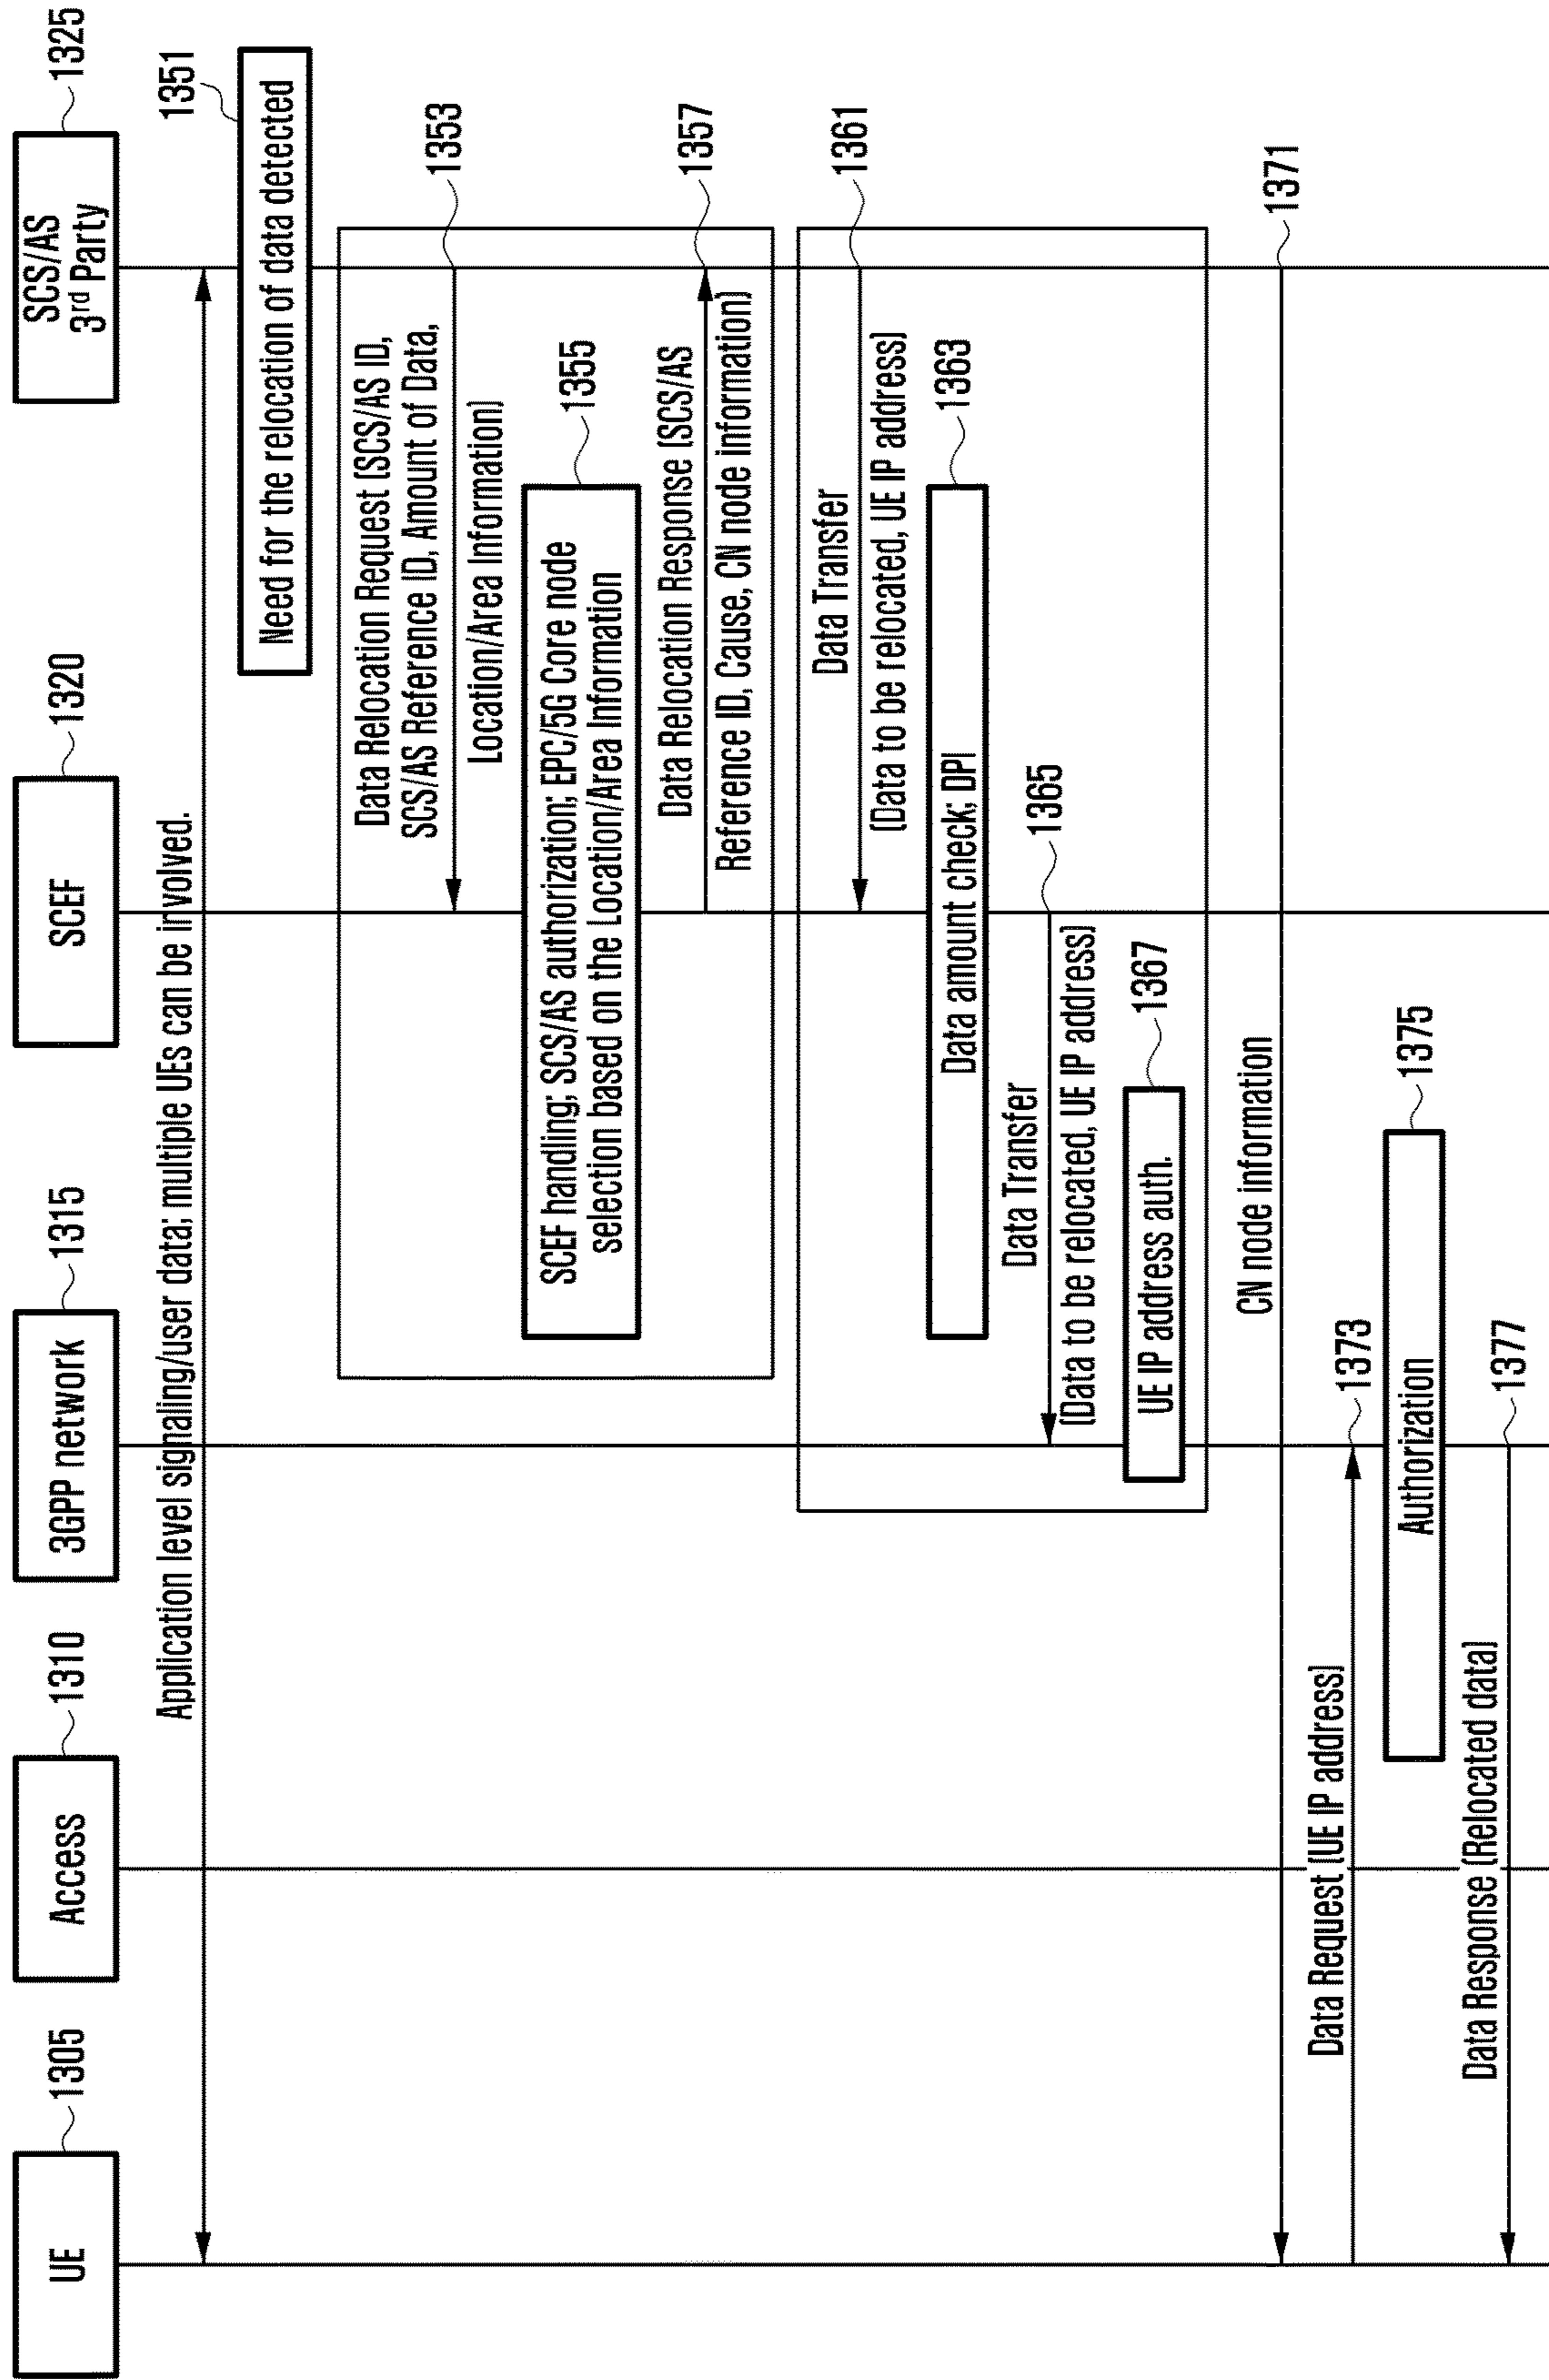 UE
1305
Access
1310
3GPP network
1315
SCEF
1320
SCS/AS
3rd Party
1325
Application level signaling/user data; multiple UEs can be involved.
1351
Need for the relocation of data detected
Data Relocation Request (SCS/AS ID,
SCS/AS Reference ID, Amount of Data,
Location/Area Information)
1353
1355
SCEF handling; SCS/AS authorization; EPC/5G Core node
selection based on the Location/Area Information
Data Relocation Response (SCS/AS
Reference ID, Cause, CN node information)
1357
Data Transfer
(Data to be relocated, UE IP address)
1361
1363
Data amount check; DPI
Data Transfer
(Data to be relocated, UE IP address)
1365
1367
UE IP address auth.
CN node information
1371
Data Request (UE IP address)
1373
1375
Authorization
Data Response (Relocated data)
1377